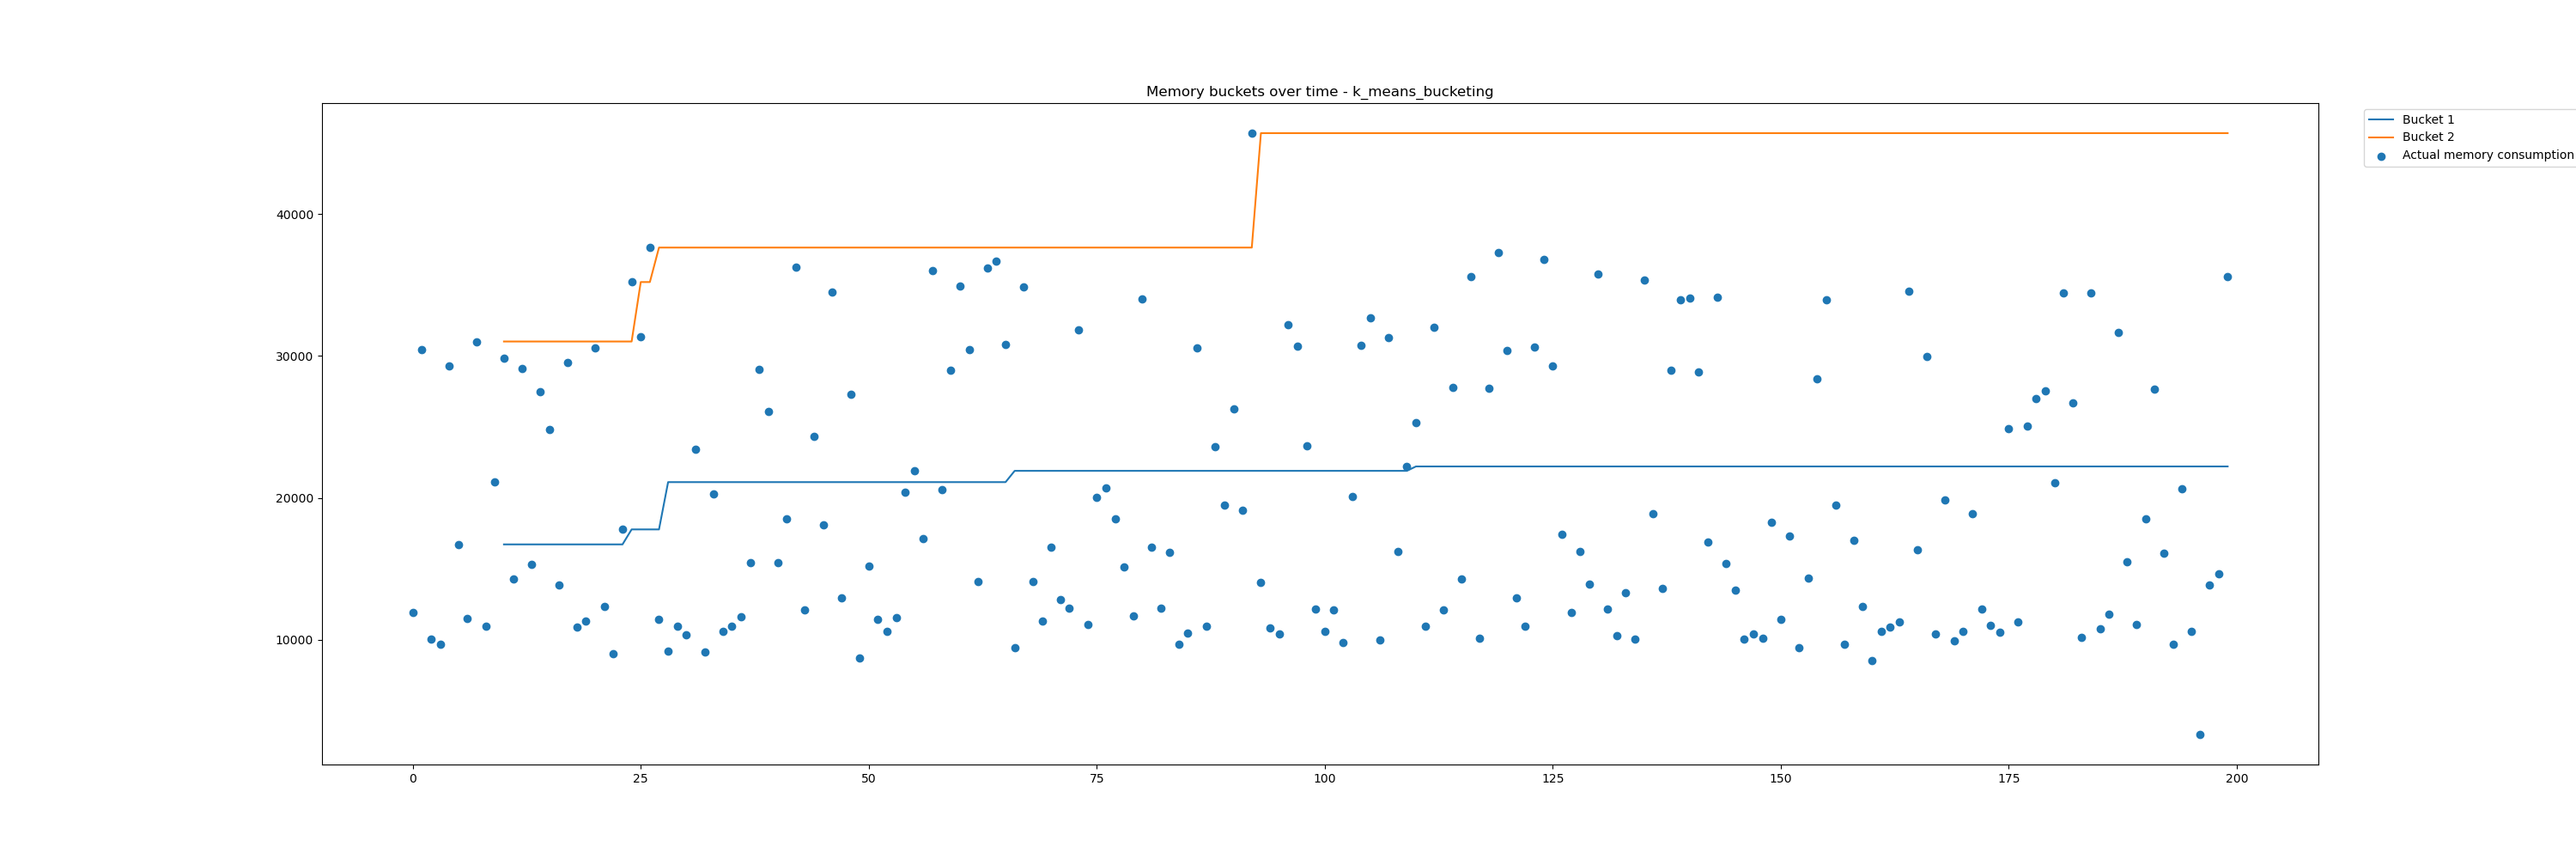 Memory buckets over time - k_means_bucketing
Bucket 1
Bucket 2
Actual memory consumption
40000
30000
20000
10000
0 25 50 75 100 125 150 175 200